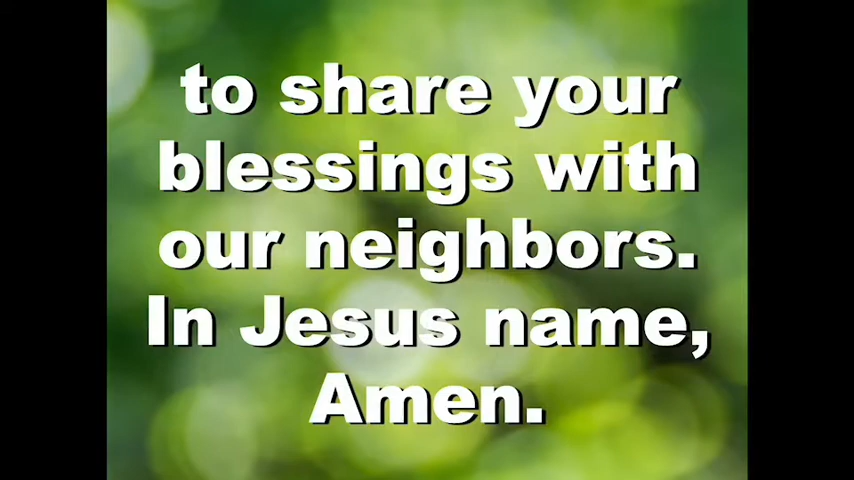 to share your
blessings with
our neighbors.
In Jesus name,
Amen.